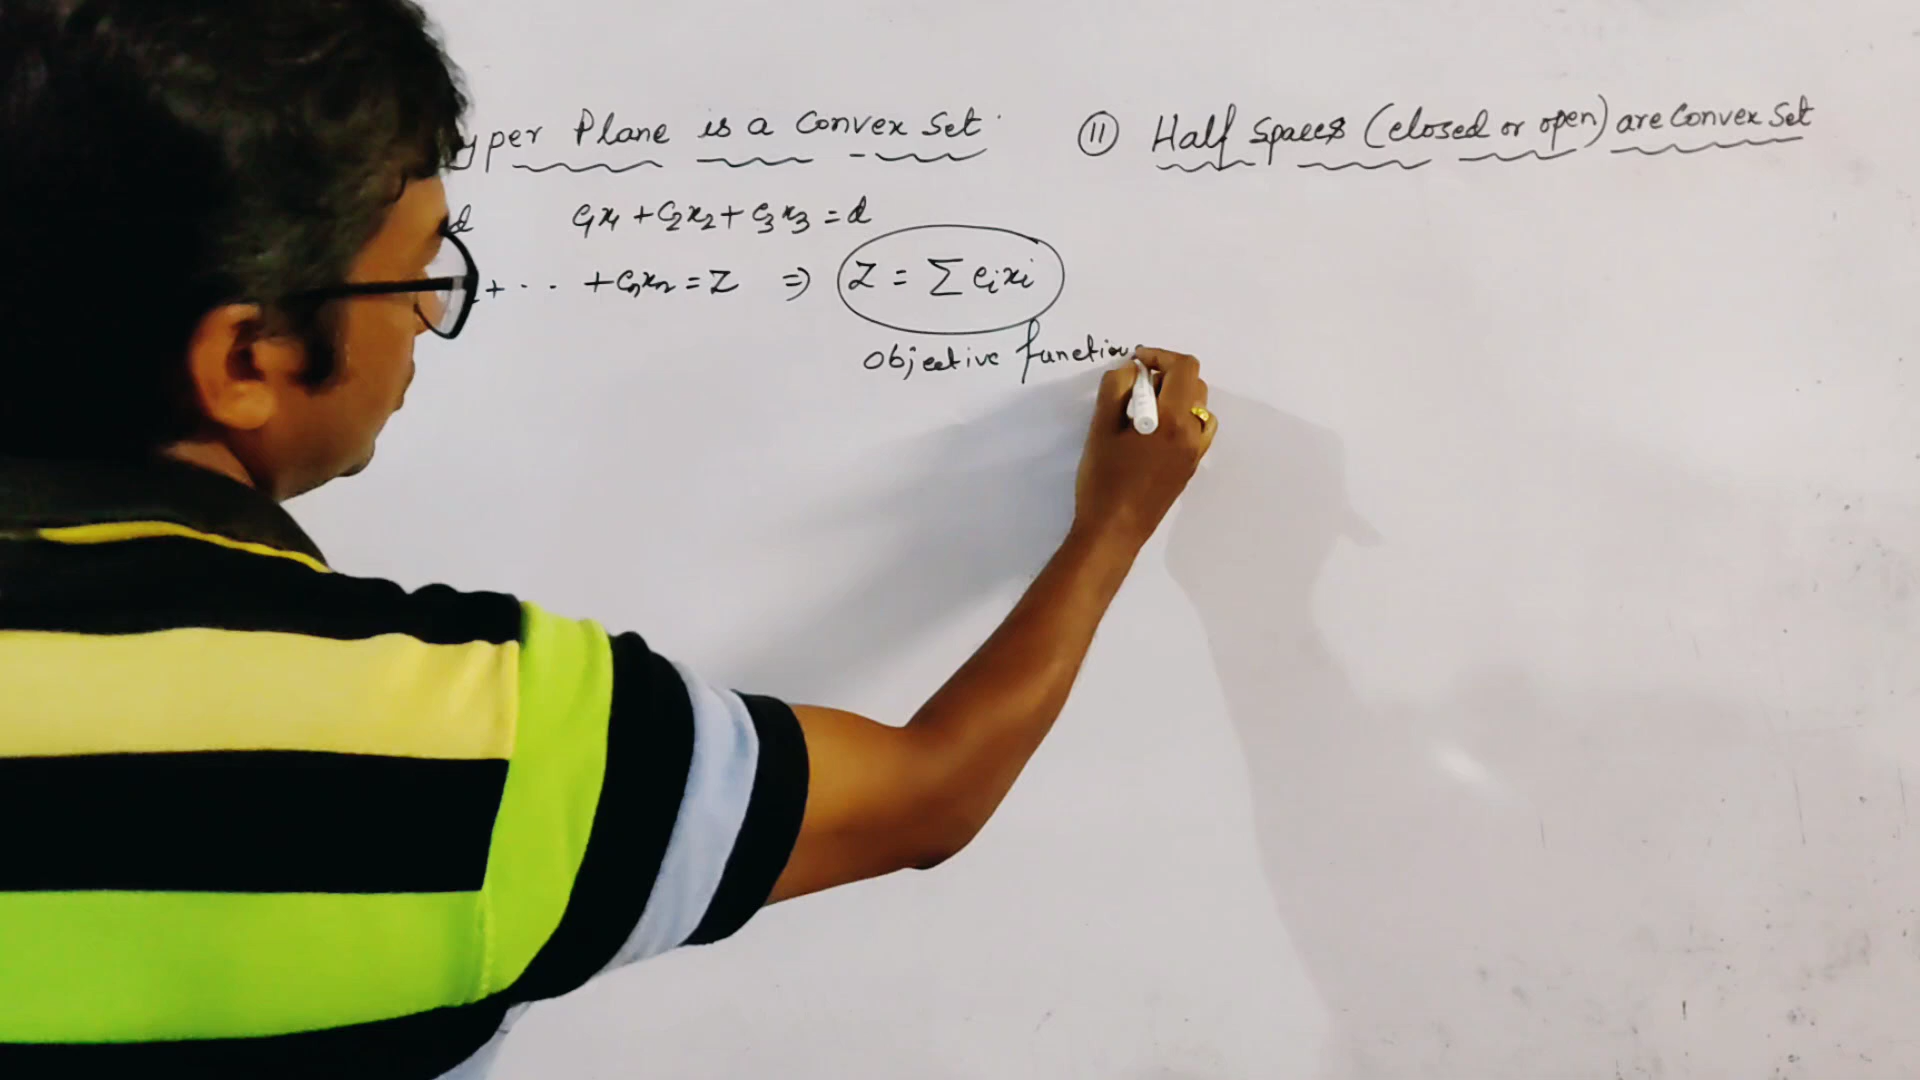 yper Plane is a Convex Set.
d c₁x₁ + c₂x₂ + c₃x₃ = d
+ ·· + cₙxₙ = Z ⇒ Z = ∑ cᵢxᵢ
Objective function
(II) Half Spaces (closed or open) are Convex Set